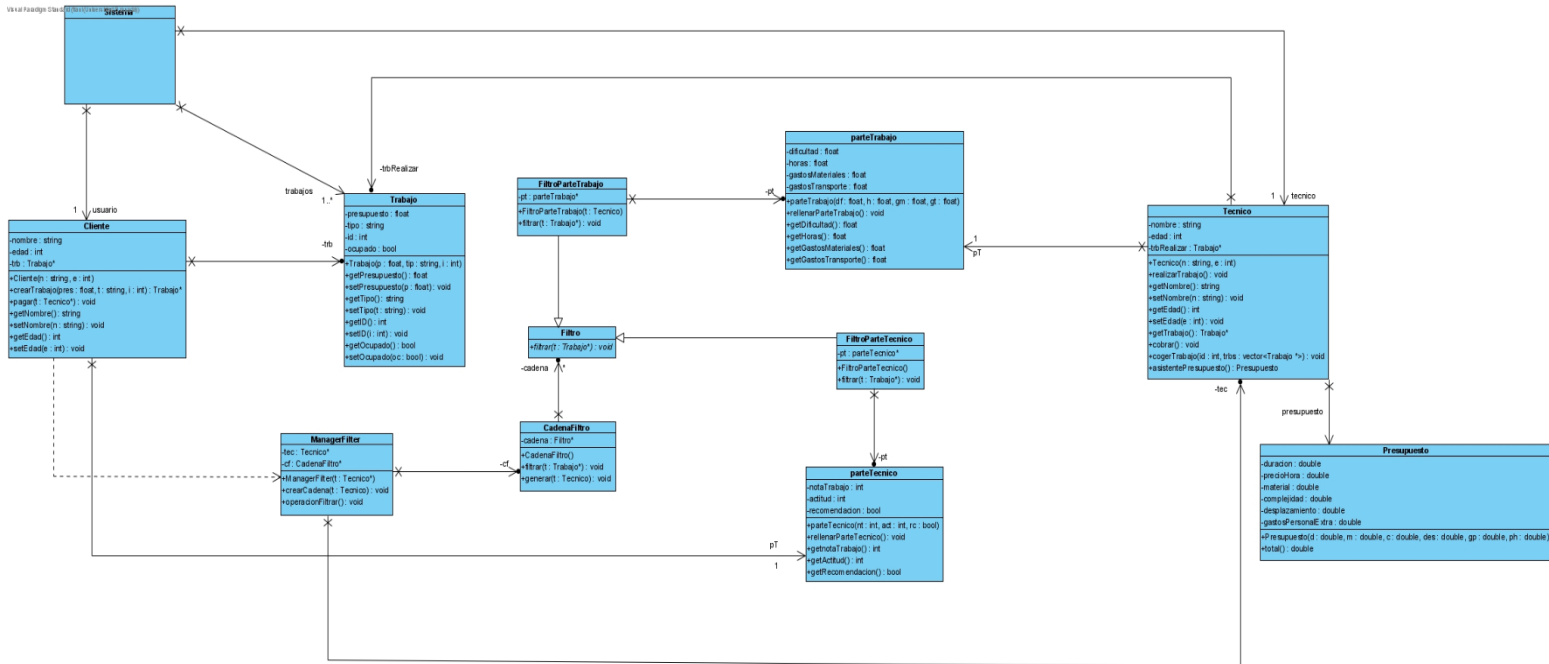 Sistema
1
usuario
trabajos
1..*
-trbRealizar
1
tecnico
Cliente
-nombre : string
-edad : int
-trb : Trabajo*
+Cliente(n : string, e : int)
+crearTrabajo(pres : float, t : string, i : int) : Trabajo*
+pagar(t : Tecnico*) : void
+getNombre() : string
+setNombre(n : string) : void
+getEdad() : int
+setEdad(e : int) : void
-trb
Trabajo
-presupuesto : float
-tipo : string
-id : int
-ocupado : bool
+Trabajo(p : float, tip : string, i : int)
+getPresupuesto() : float
+setPresupuesto(p : float) : void
+getTipo() : string
+setTipo(t : string) : void
+getID() : int
+setID(i : int) : void
+getOcupado() : bool
+setOcupado(oc : bool) : void
FiltroParteTrabajo
-pt : parteTrabajo*
+FiltroParteTrabajo(t : Tecnico)
+filtrar(t : Trabajo*) : void
-pt
parteTrabajo
-dificultad : float
-horas : float
-gastosMateriales : float
-gastosTransporte : float
+parteTrabajo(df : float, h : float, gm : float, gt : float)
+rellenarParteTrabajo() : void
+getDificultad() : float
+getHoras() : float
+getGastosMateriales() : float
+getGastosTransporte() : float
1
pT
Tecnico
-nombre : string
-edad : int
-trbRealizar : Trabajo*
+Tecnico(n : string, e : int)
+realizarTrabajo() : void
+getNombre() : string
+setNombre(n : string) : void
+getEdad() : int
+setEdad(e : int) : void
+getTrabajo() : Trabajo*
+cobrar() : void
+cogerTrabajo(id : int, trbs : vector<Trabajo *>) : void
+asistentePresupuesto() : Presupuesto
-tec
presupuesto
Filtro
+filtrar(t : Trabajo*) : void
-cadena
*
FiltroParteTecnico
-pt : parteTecnico*
+FiltroParteTecnico()
+filtrar(t : Trabajo*) : void
-pt
ManagerFilter
-tec : Tecnico*
-cf : CadenaFiltro*
+ManagerFilter(t : Tecnico*)
+crearCadena(t : Tecnico) : void
+operacionFiltrar() : void
-cf
CadenaFiltro
-cadena : Filtro*
+CadenaFiltro()
+filtrar(t : Trabajo*) : void
+generar(t : Tecnico) : void
pT
1
parteTecnico
-notaTrabajo : int
-actitud : int
-recomendacion : bool
+parteTecnico(nt : int, act : int, rc : bool)
+rellenarParteTecnico() : void
+getnotaTrabajo() : int
+getActitud() : int
+getRecomendacion() : bool
Presupuesto
-duracion : double
-precioHora : double
-material : double
-complejidad : double
-desplazamiento : double
-gastosPersonalExtra : double
+Presupuesto(d : double, m : double, c : double, des : double, gp : double, ph : double)
+total() : double